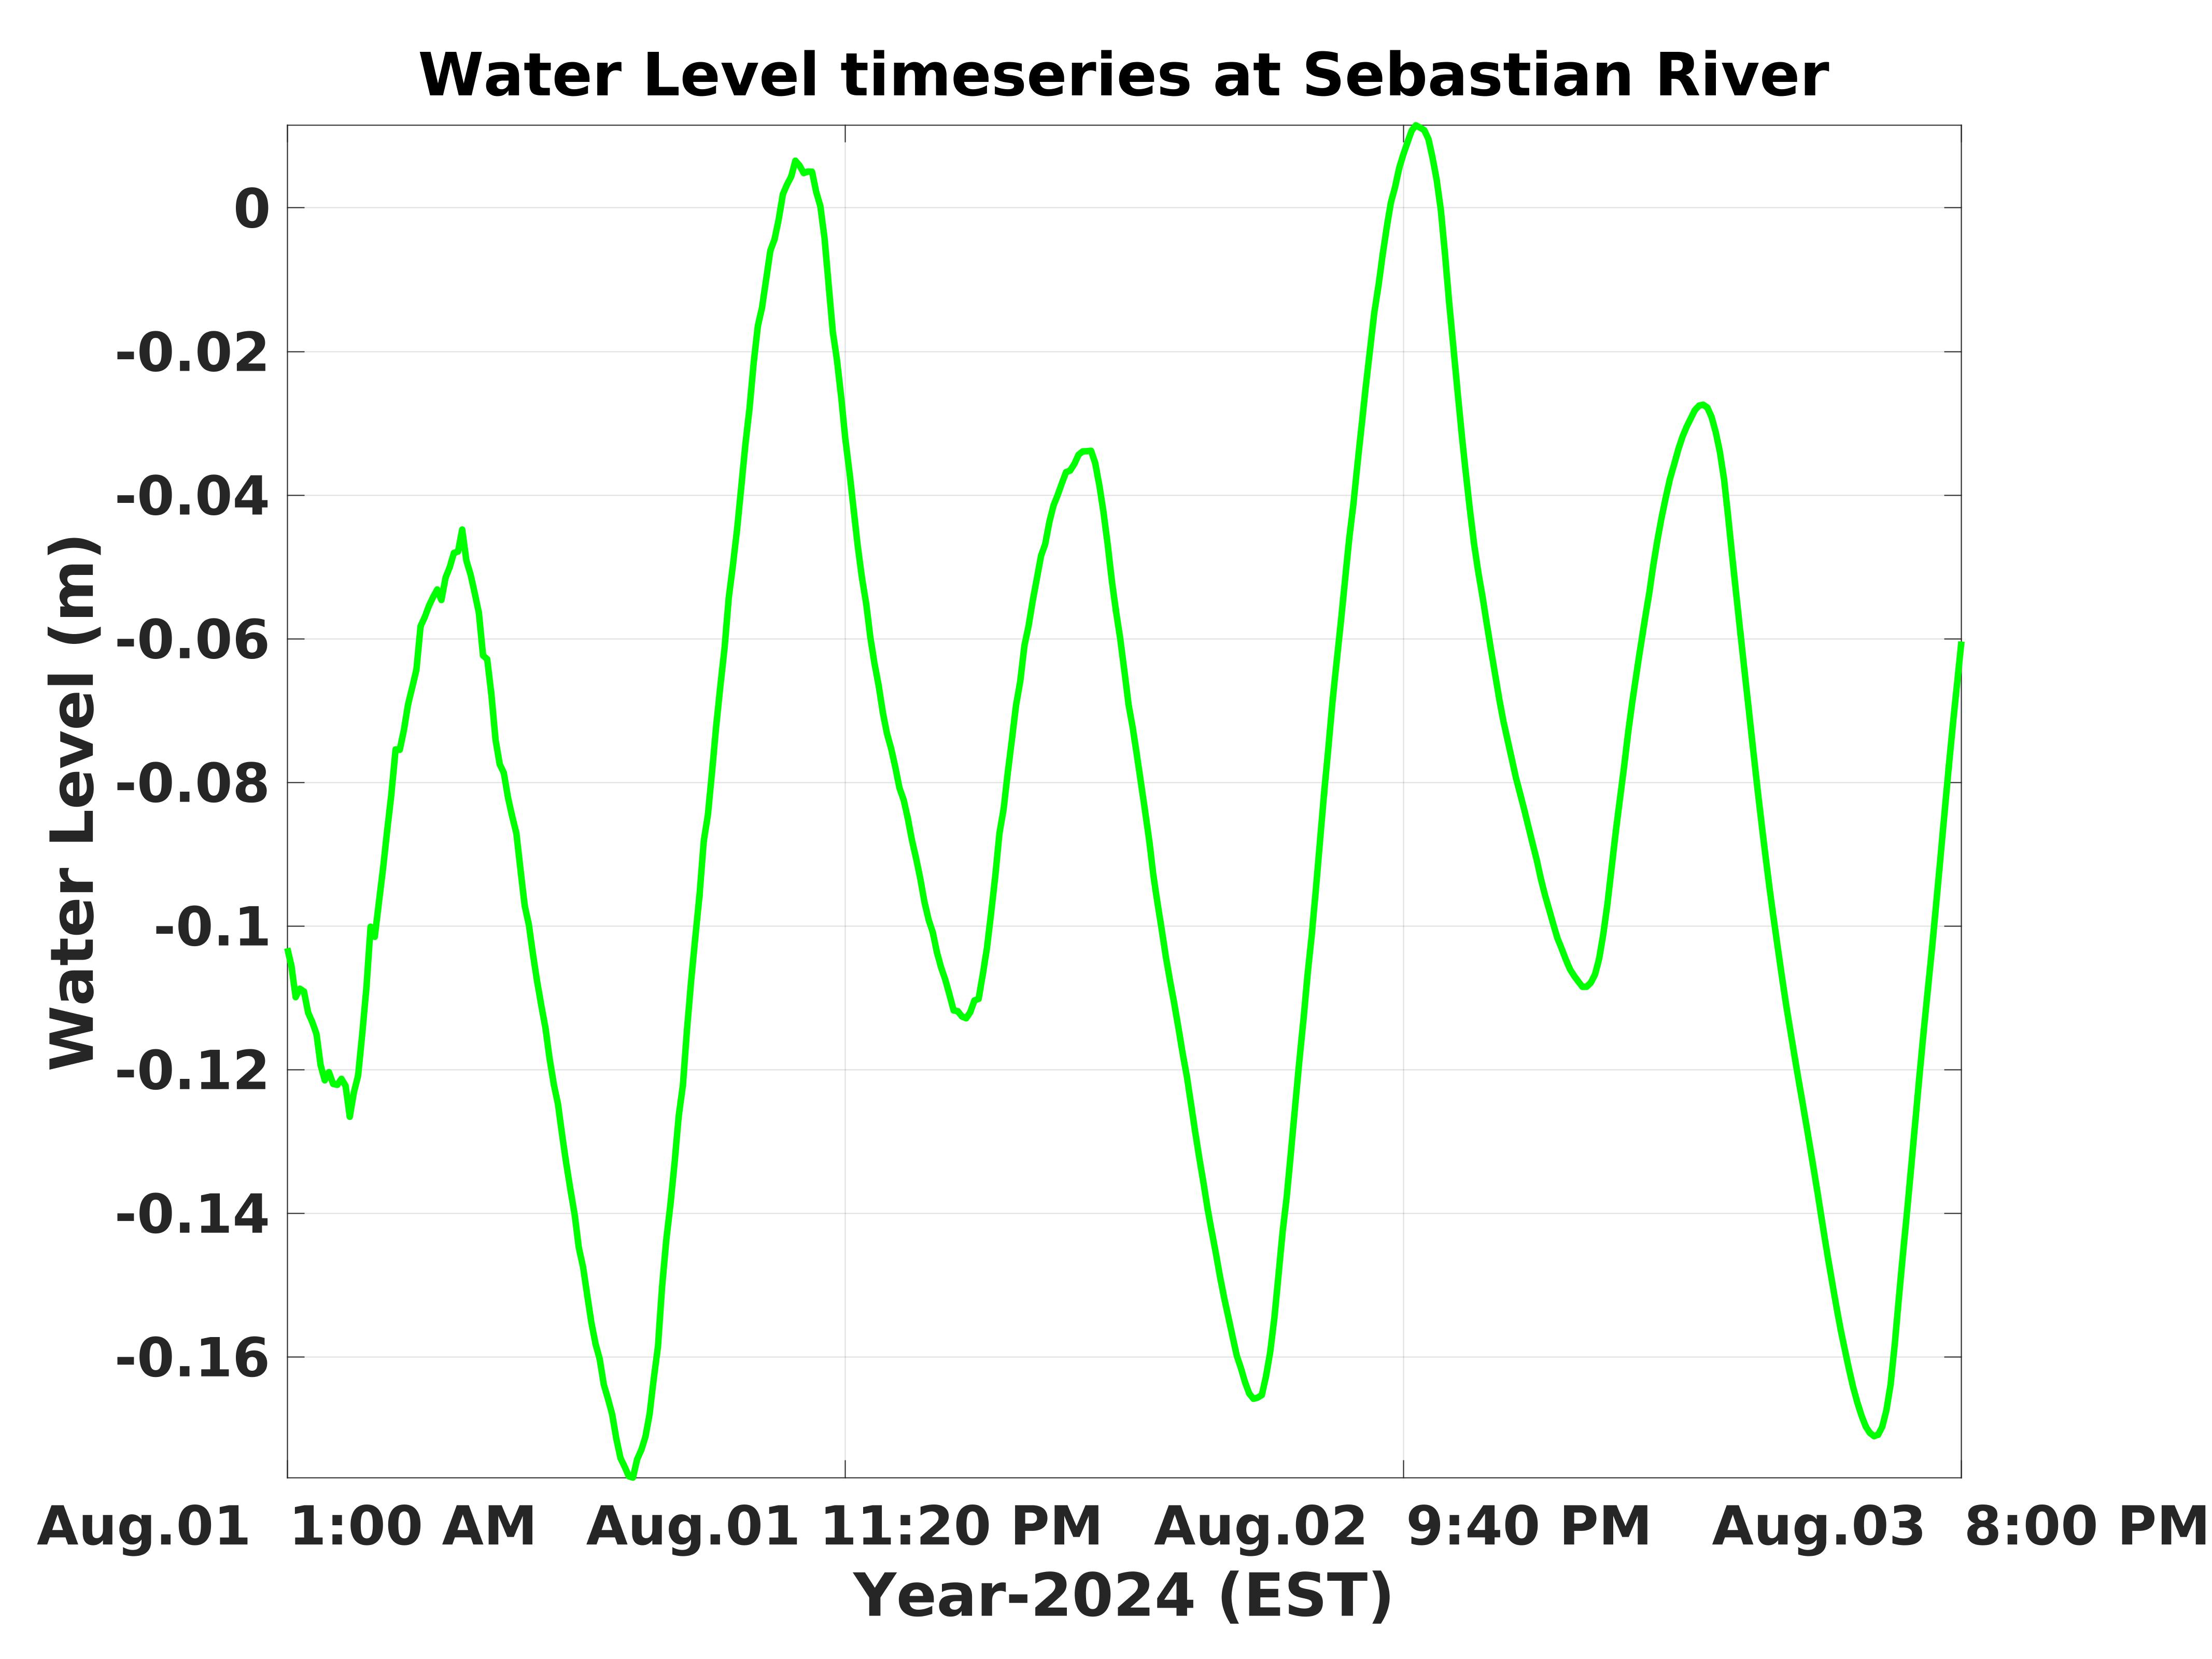 Water Level timeseries at Sebastian River
Water Level (m)
0
-0.02
-0.04
-0.06
-0.08
-0.1
-0.12
-0.14
-0.16
Aug.01 1:00 AM Aug.01 11:20 PM Aug.02 9:40 PM Aug.03 8:00 PM
Year-2024 (EST)